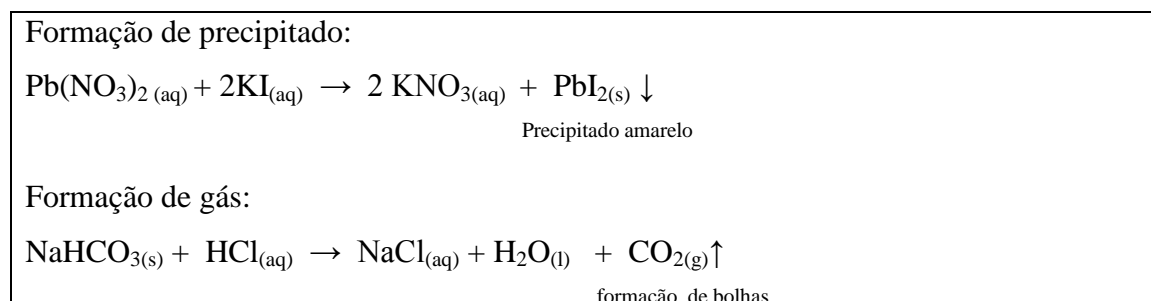 Formação de precipitado:
Pb(NO₃)₂ (aq) + 2KI(aq) → 2 KNO₃(aq) + PbI₂(s) ↓
Precipitado amarelo
Formação de gás:
NaHCO₃(s) + HCl(aq) → NaCl(aq) + H₂O(l) + CO₂(g)↑
formação de bolhas